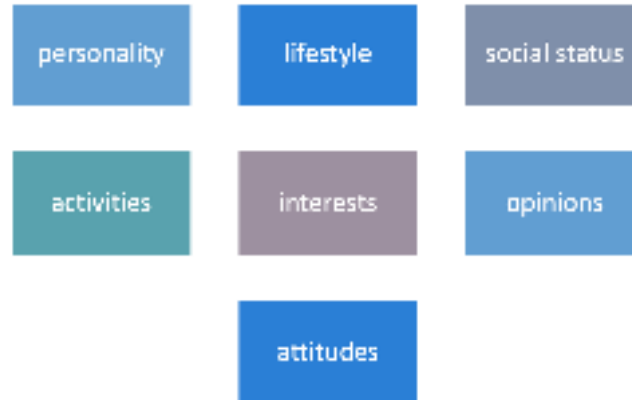 personality
lifestyle
social status
activities
interests
opinions
attitudes